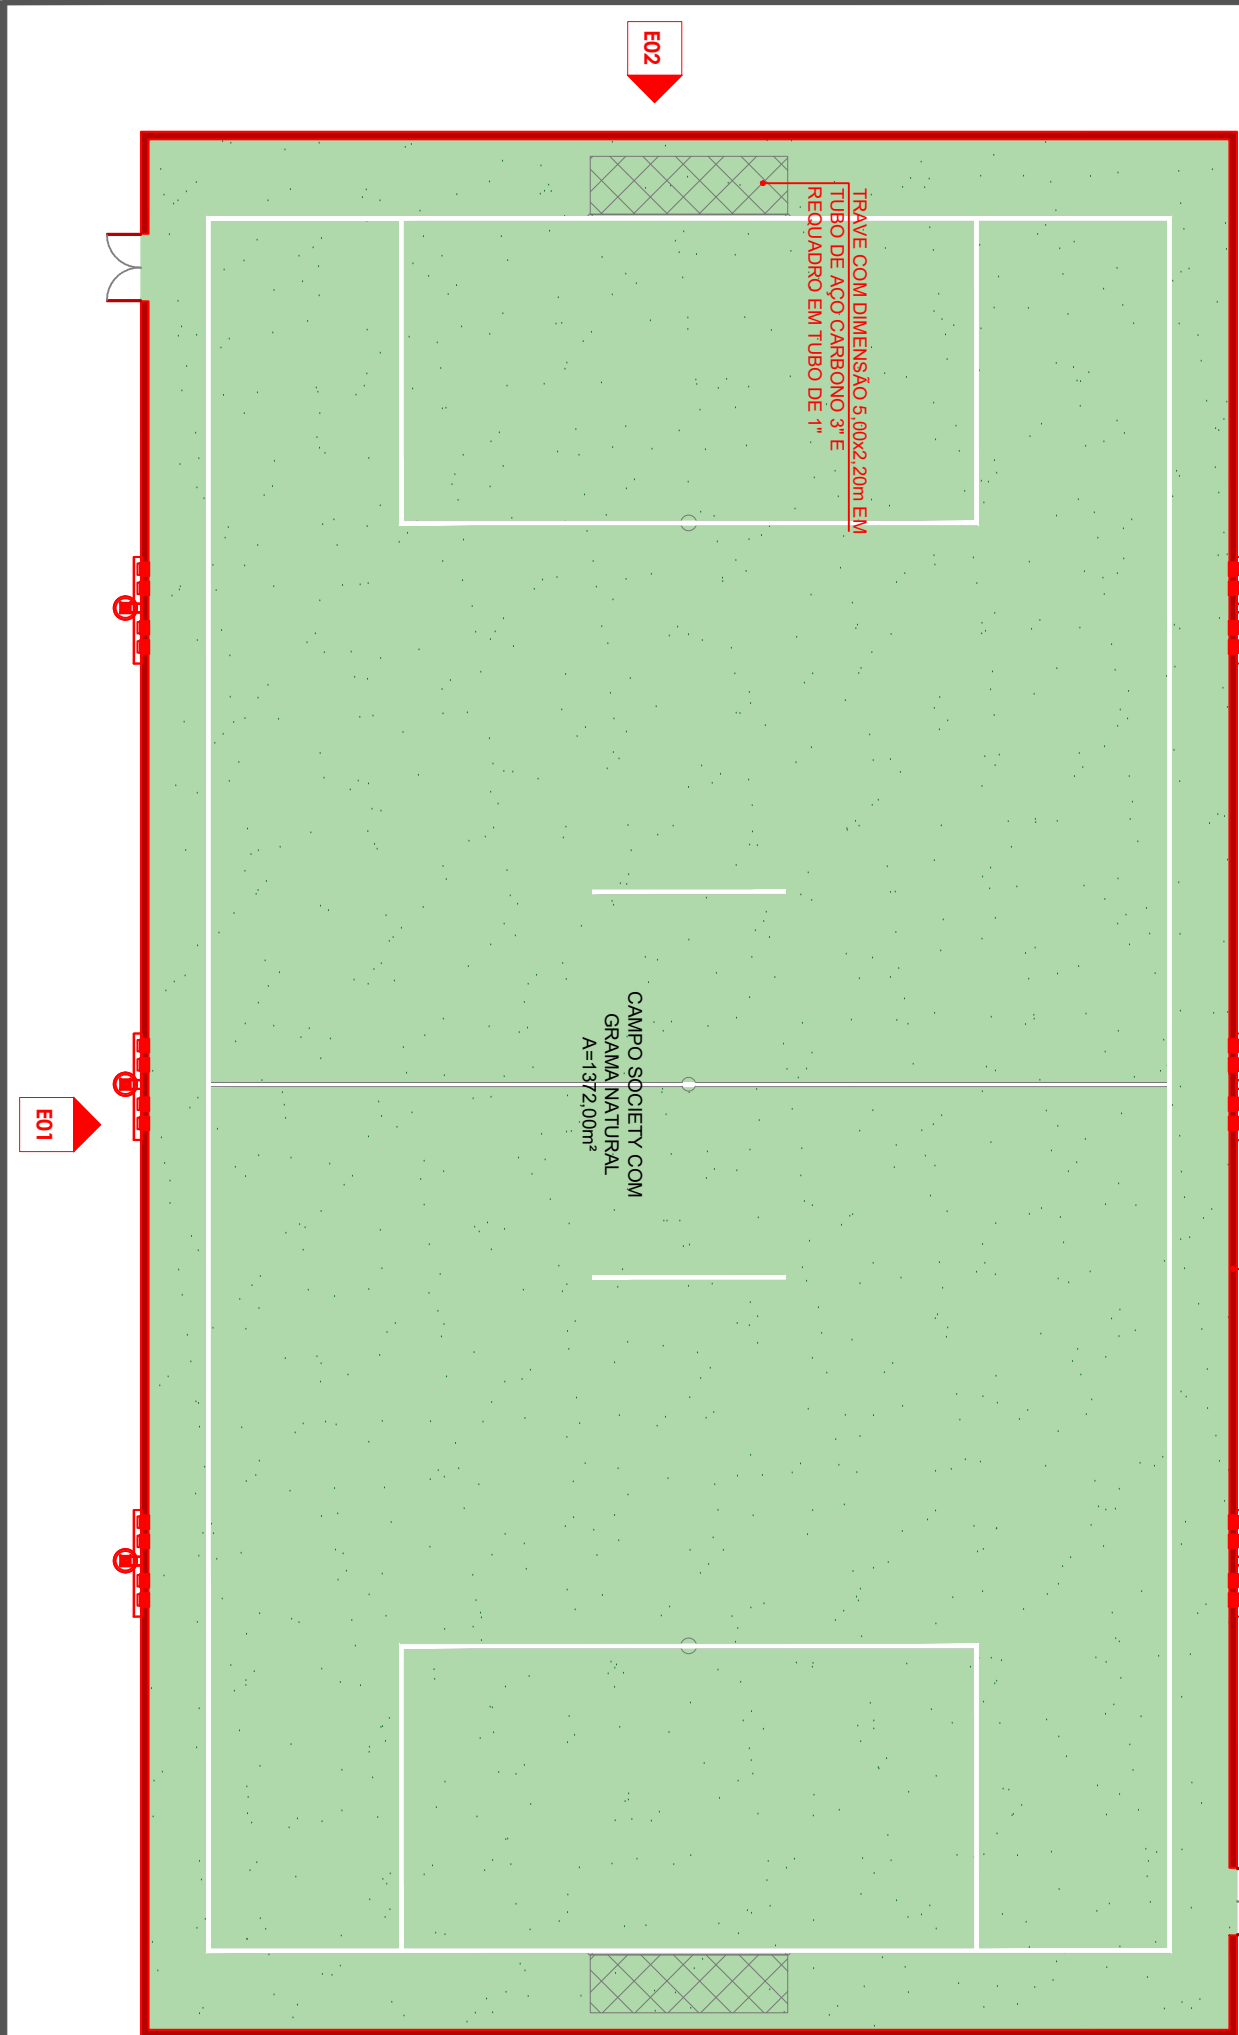 E02
TRAVE COM DIMENSÃO 5,00x2,20m EM
TUBO DE AÇO CARBONO 3" E
REQUADRO EM TUBO DE 1"
CAMPO SOCIETY COM
GRAMA NATURAL
A=1372,00m²
E01